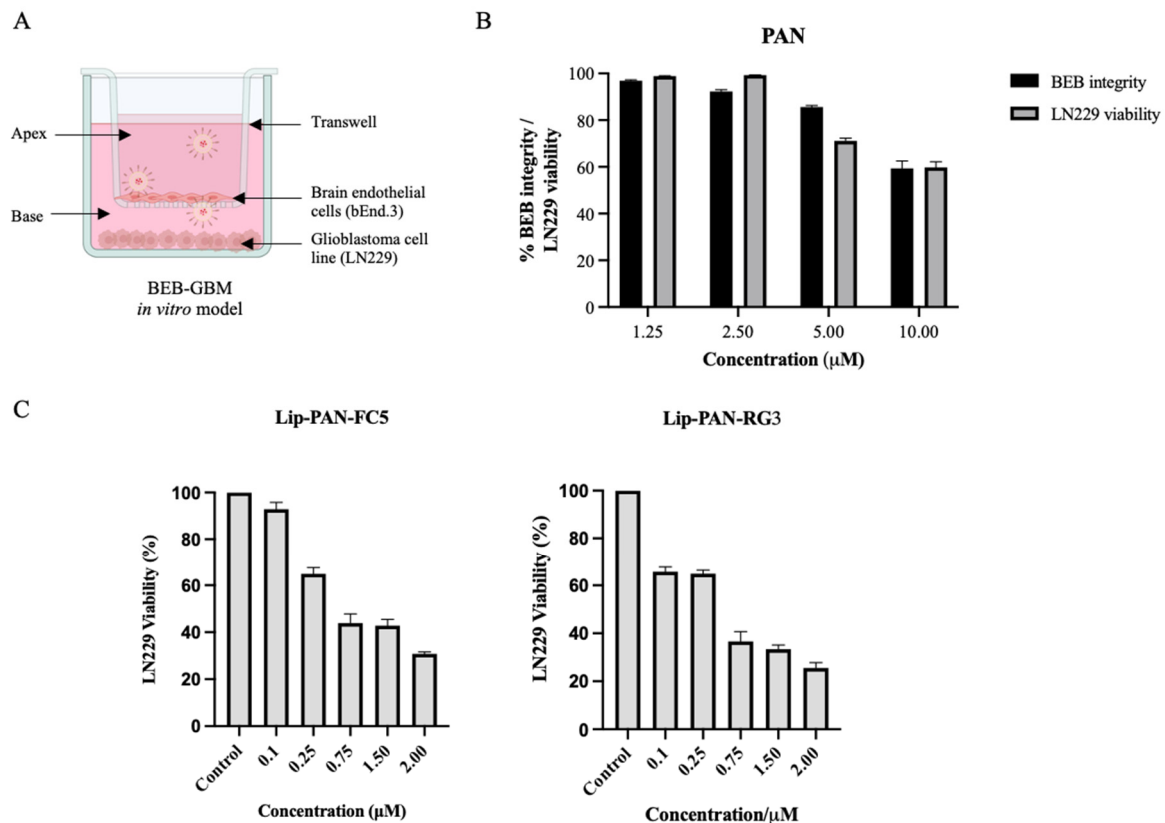 A
Apex
Base
Transwell
Brain endothelial
cells (bEnd.3)
Glioblastoma cell
line (LN229)
BEB-GBM
in vitro model
B
PAN
% BEB integrity /
LN229 viability
100
80
60
40
20
0
1.25 2.50 5.00 10.00
Concentration (μM)
BEB integrity
LN229 viability
C
Lip-PAN-FC5
LN229 Viability (%)
100
80
60
40
20
0
Control 0.1 0.25 0.75 1.50 2.00
Concentration (μM)
Lip-PAN-RG3
LN229 Viability (%)
100
80
60
40
20
0
Control 0.1 0.25 0.75 1.50 2.00
Concentration/μM